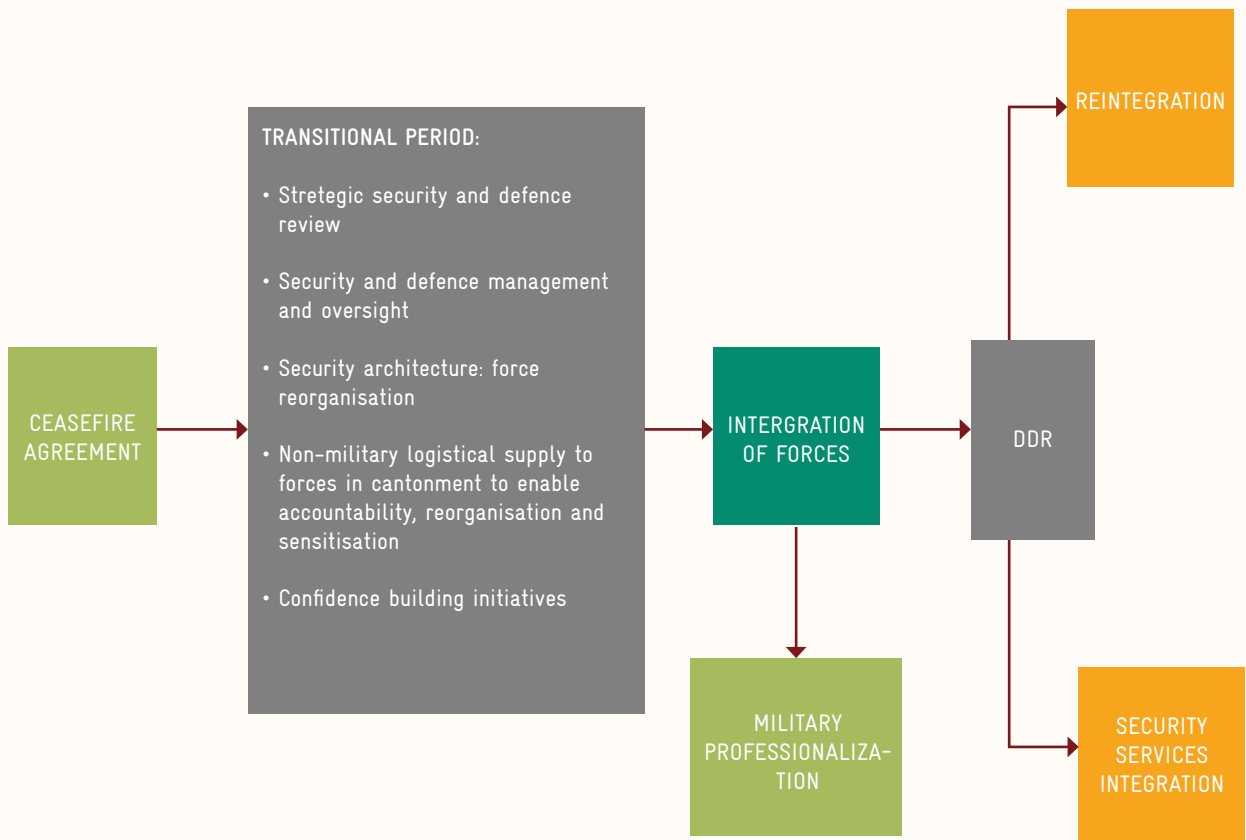 CEASEFIRE
AGREEMENT
TRANSITIONAL PERIOD:
• Stretegic security and defence
review
• Security and defence management
and oversight
• Security architecture: force
reorganisation
• Non-military logistical supply to
forces in cantonment to enable
accountability, reorganisation and
sensitisation
• Confidence building initiatives
INTERGRATION
OF FORCES
MILITARY
PROFESSIONALIZA-
TION
DDR
REINTEGRATION
SECURITY
SERVICES
INTEGRATION